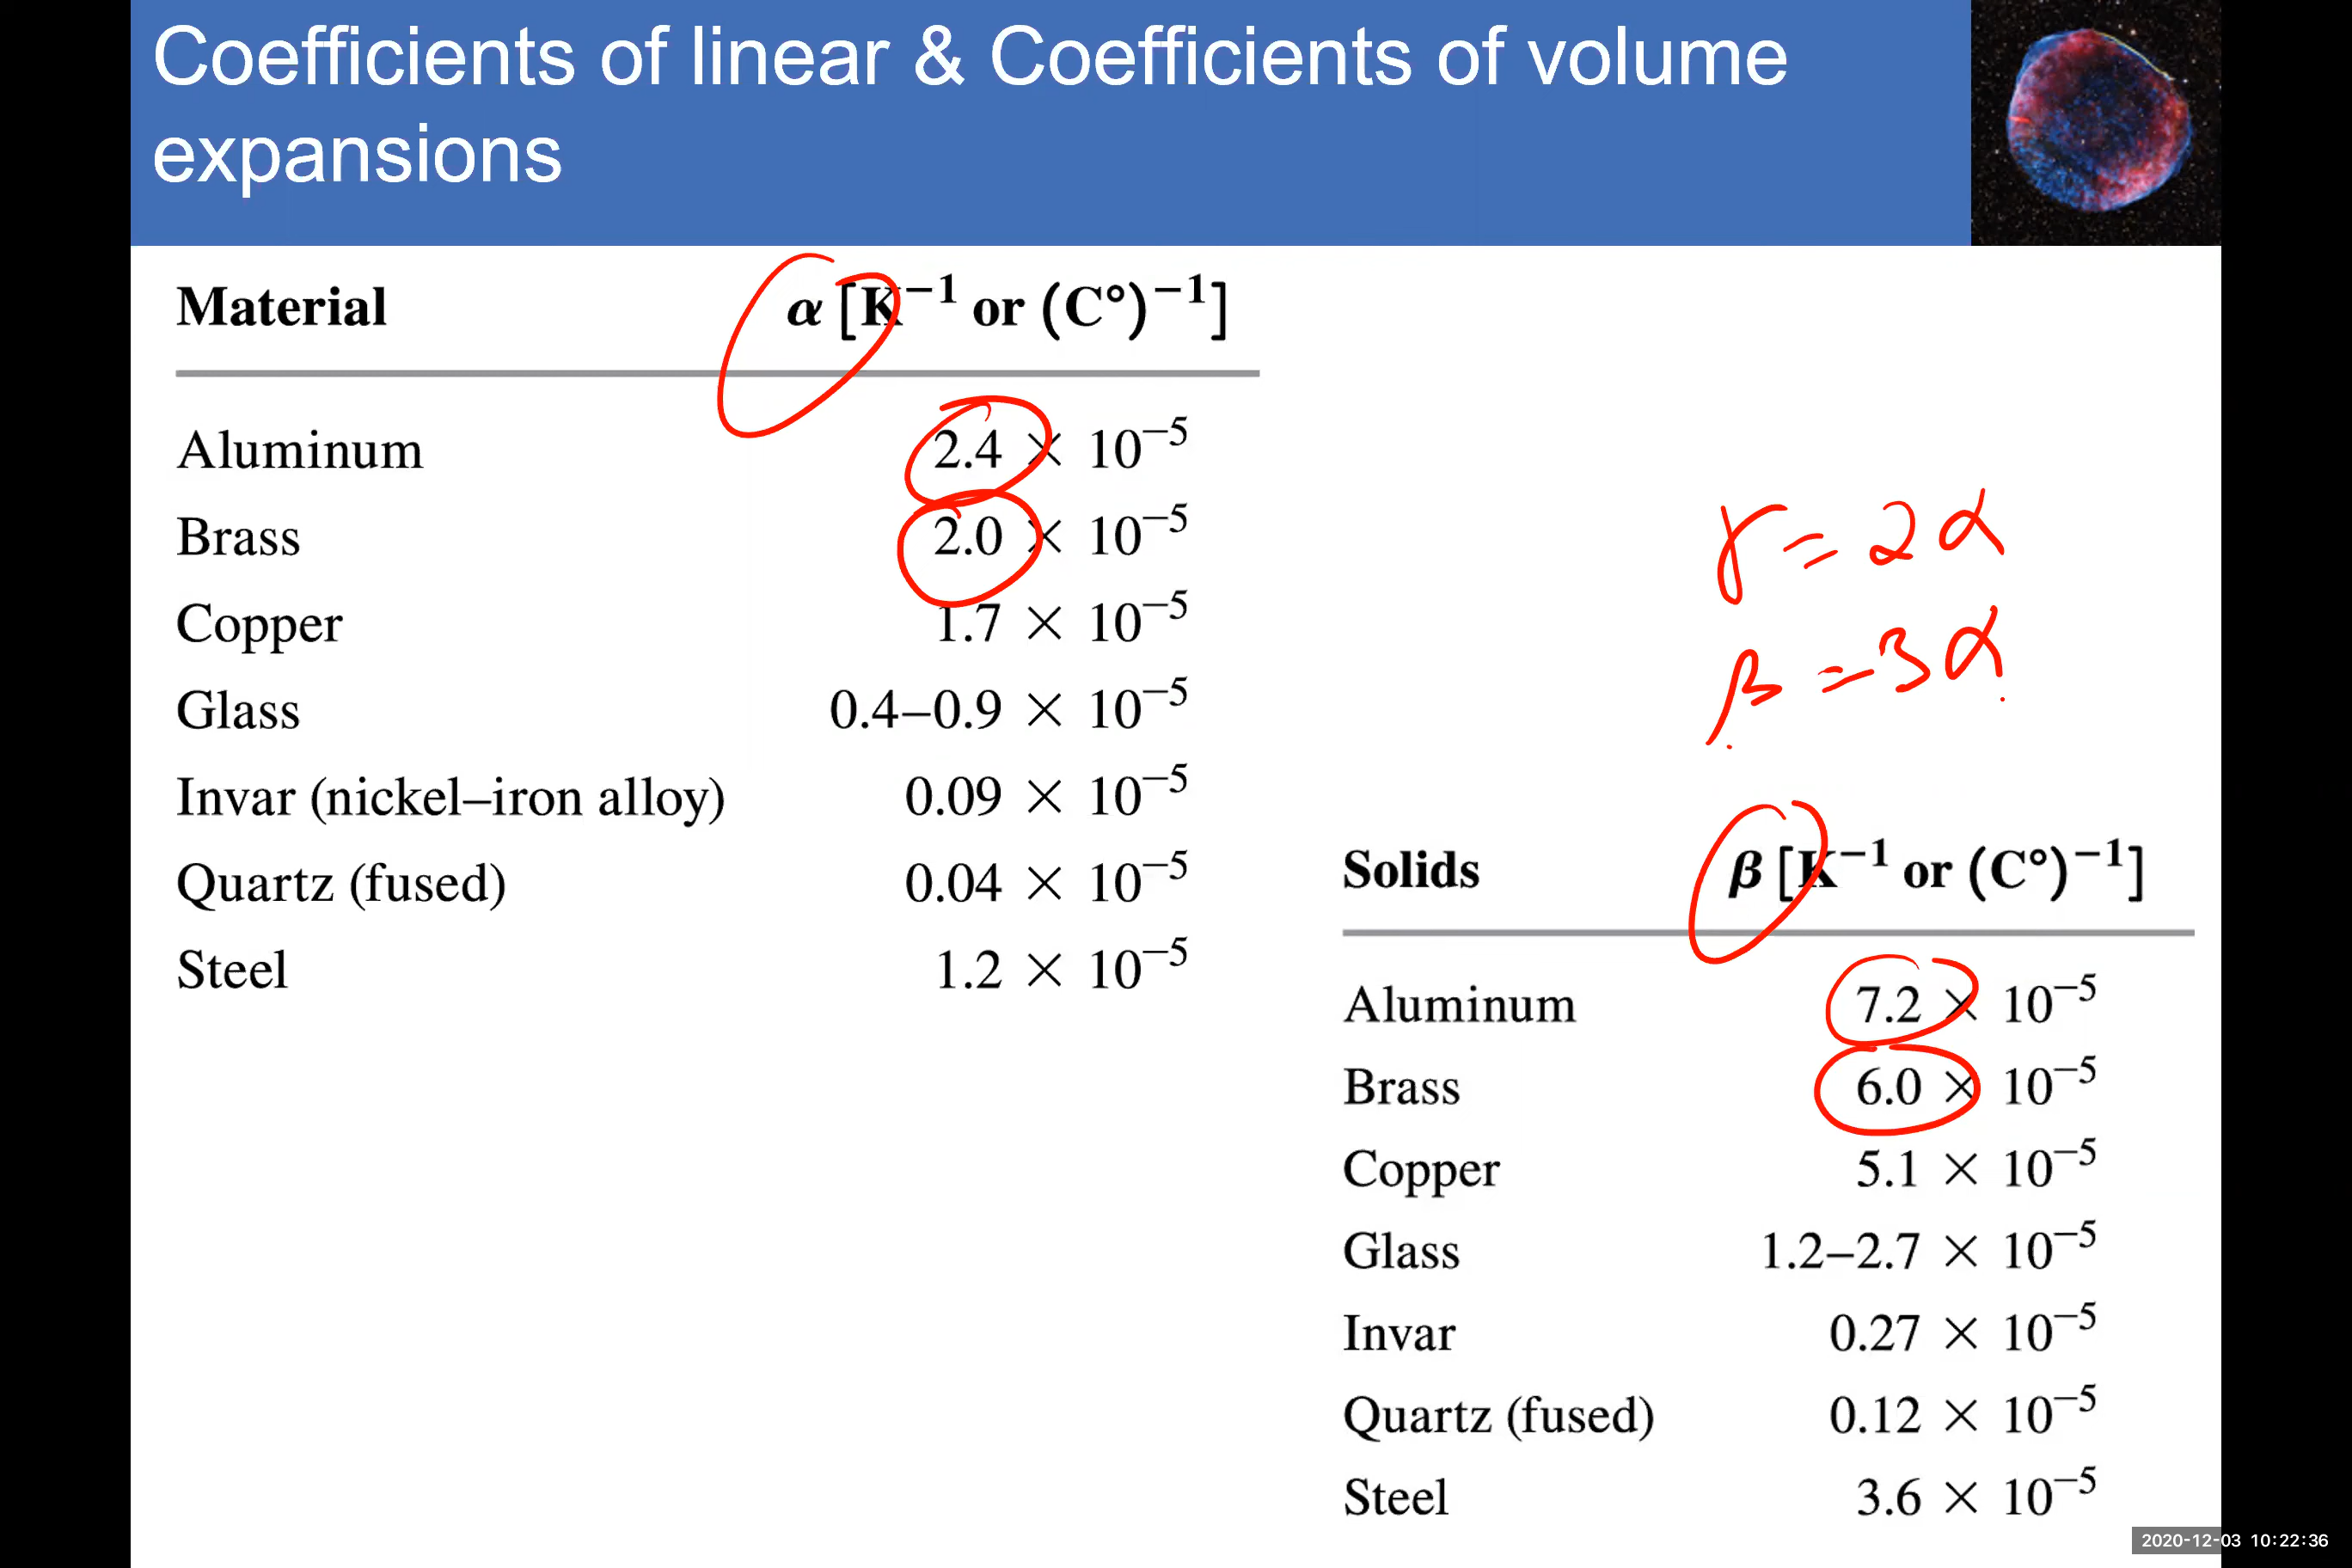 Coefficients of linear & Coefficients of volume
expansions
Material α [K⁻¹ or (C°)⁻¹]
Aluminum 2.4 × 10⁻⁵
Brass 2.0 × 10⁻⁵
Copper 1.7 × 10⁻⁵
Glass 0.4–0.9 × 10⁻⁵
Invar (nickel–iron alloy) 0.09 × 10⁻⁵
Quartz (fused) 0.04 × 10⁻⁵
Steel 1.2 × 10⁻⁵
γ = 2α
β = 3α
Solids β [K⁻¹ or (C°)⁻¹]
Aluminum 7.2 × 10⁻⁵
Brass 6.0 × 10⁻⁵
Copper 5.1 × 10⁻⁵
Glass 1.2–2.7 × 10⁻⁵
Invar 0.27 × 10⁻⁵
Quartz (fused) 0.12 × 10⁻⁵
Steel 3.6 × 10⁻⁵
2020-12-03 10:22:36